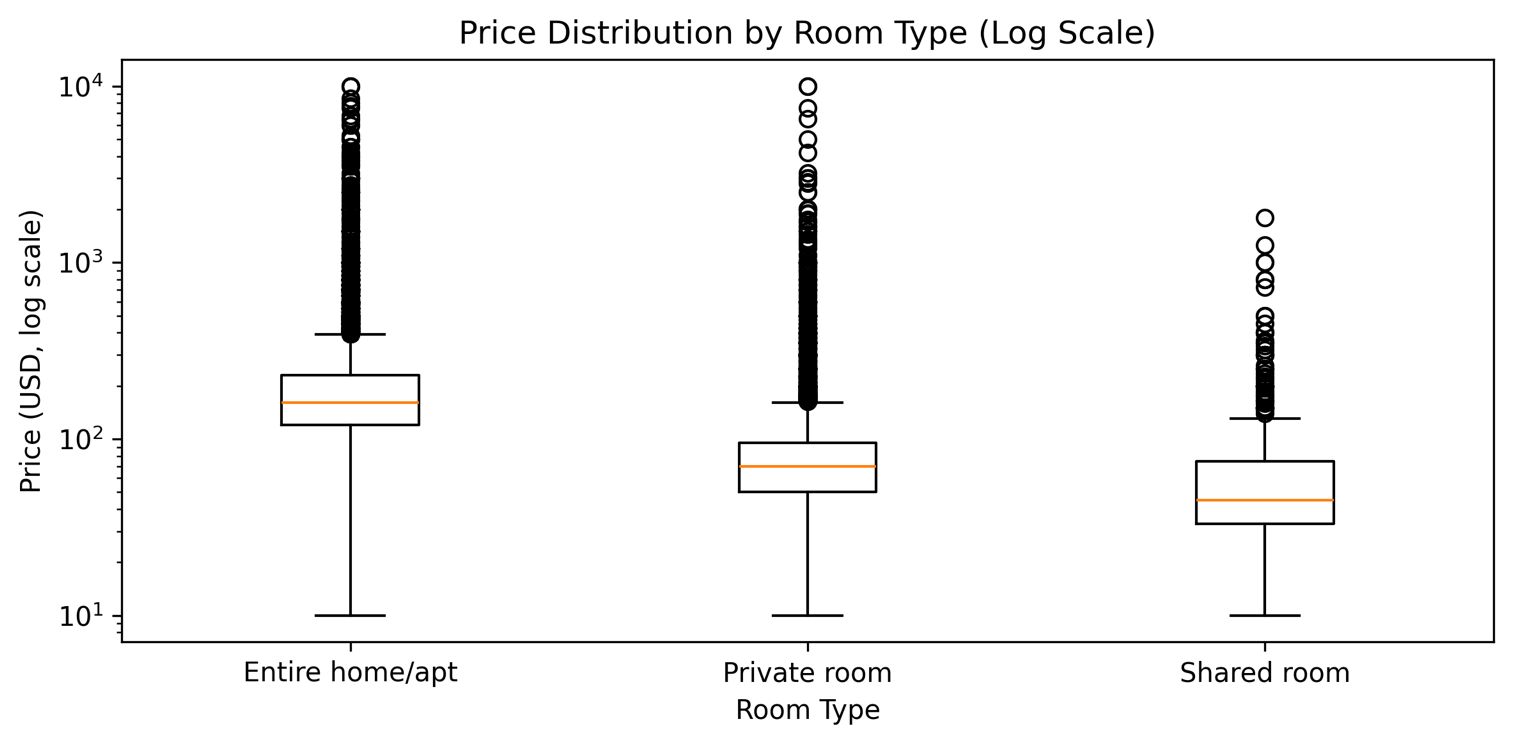 Price Distribution by Room Type (Log Scale)
Price (USD, log scale)
10⁴
10³
10²
10¹
Entire home/apt
Private room
Shared room
Room Type